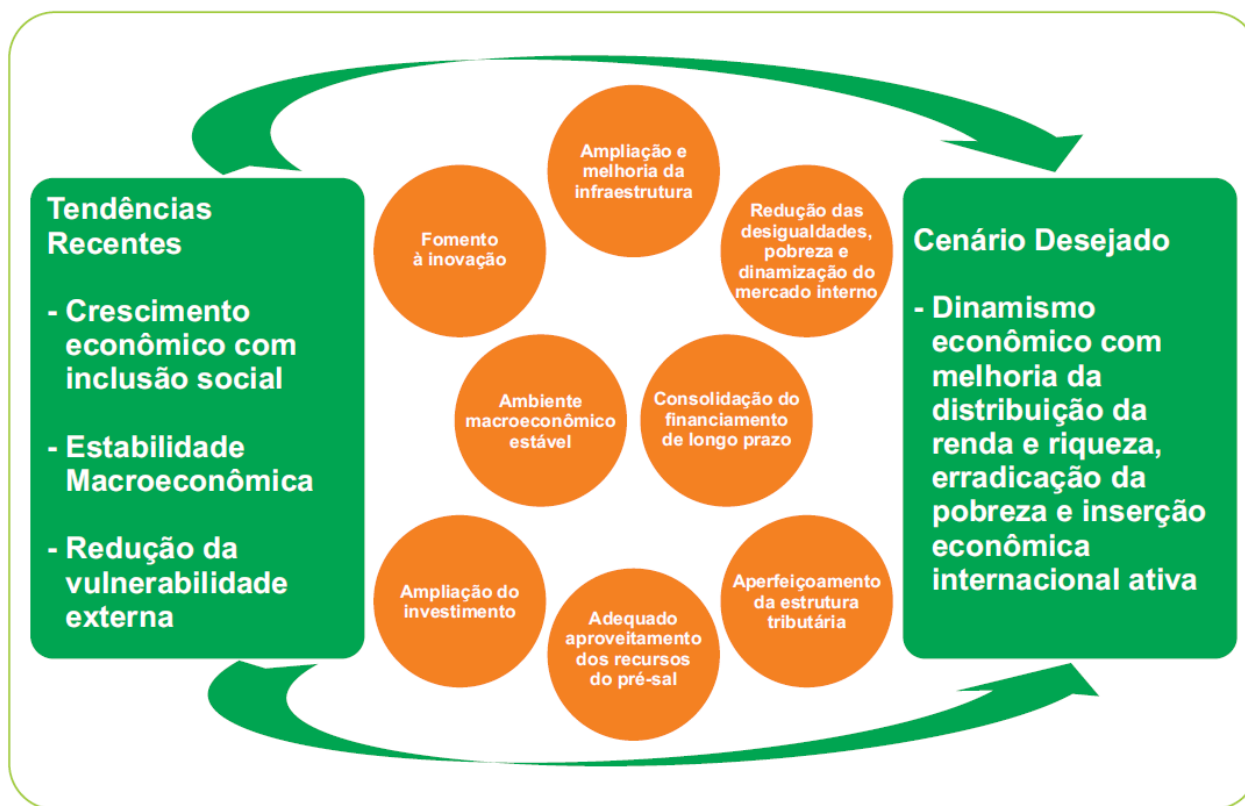 Tendências
Recentes
- Crescimento
econômico com
inclusão social
- Estabilidade
Macroeconômica
- Redução da
vulnerabilidade
externa
Fomento
à inovação
Ampliação e
melhoria da
infraestrutura
Redução das
desigualdades,
pobreza e
dinamização do
mercado interno
Ambiente
macroeconômico
estável
Consolidação do
financiamento
de longo prazo
Ampliação do
investimento
Adequado
aproveitamento
dos recursos
do pré-sal
Aperfeiçoamento
da estrutura
tributária
Cenário Desejado
- Dinamismo
econômico com
melhoria da
distribuição da
renda e riqueza,
erradicação da
pobreza e inserção
econômica
internacional ativa